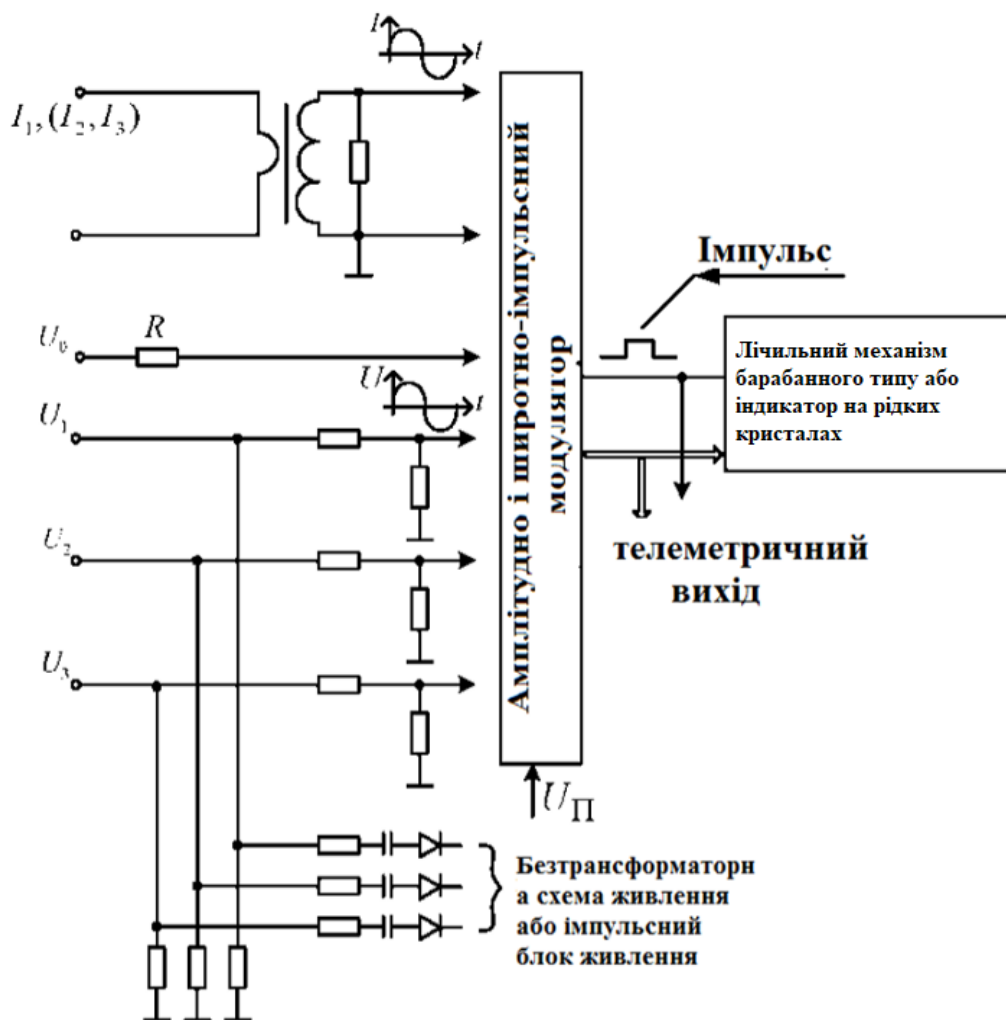 I
t
I₁, (I₂, I₃)
Імпульс
U₀
R
U
t
U₁
Лічильний механізм
барабанного типу або
індикатор на рідких
кристалах
Амплітудно і широтно-імпульсний
модулятор
U₂
телеметричний
вихід
U₃
U П
Безтрансформаторн
а схема живлення
або імпульсний
блок живлення